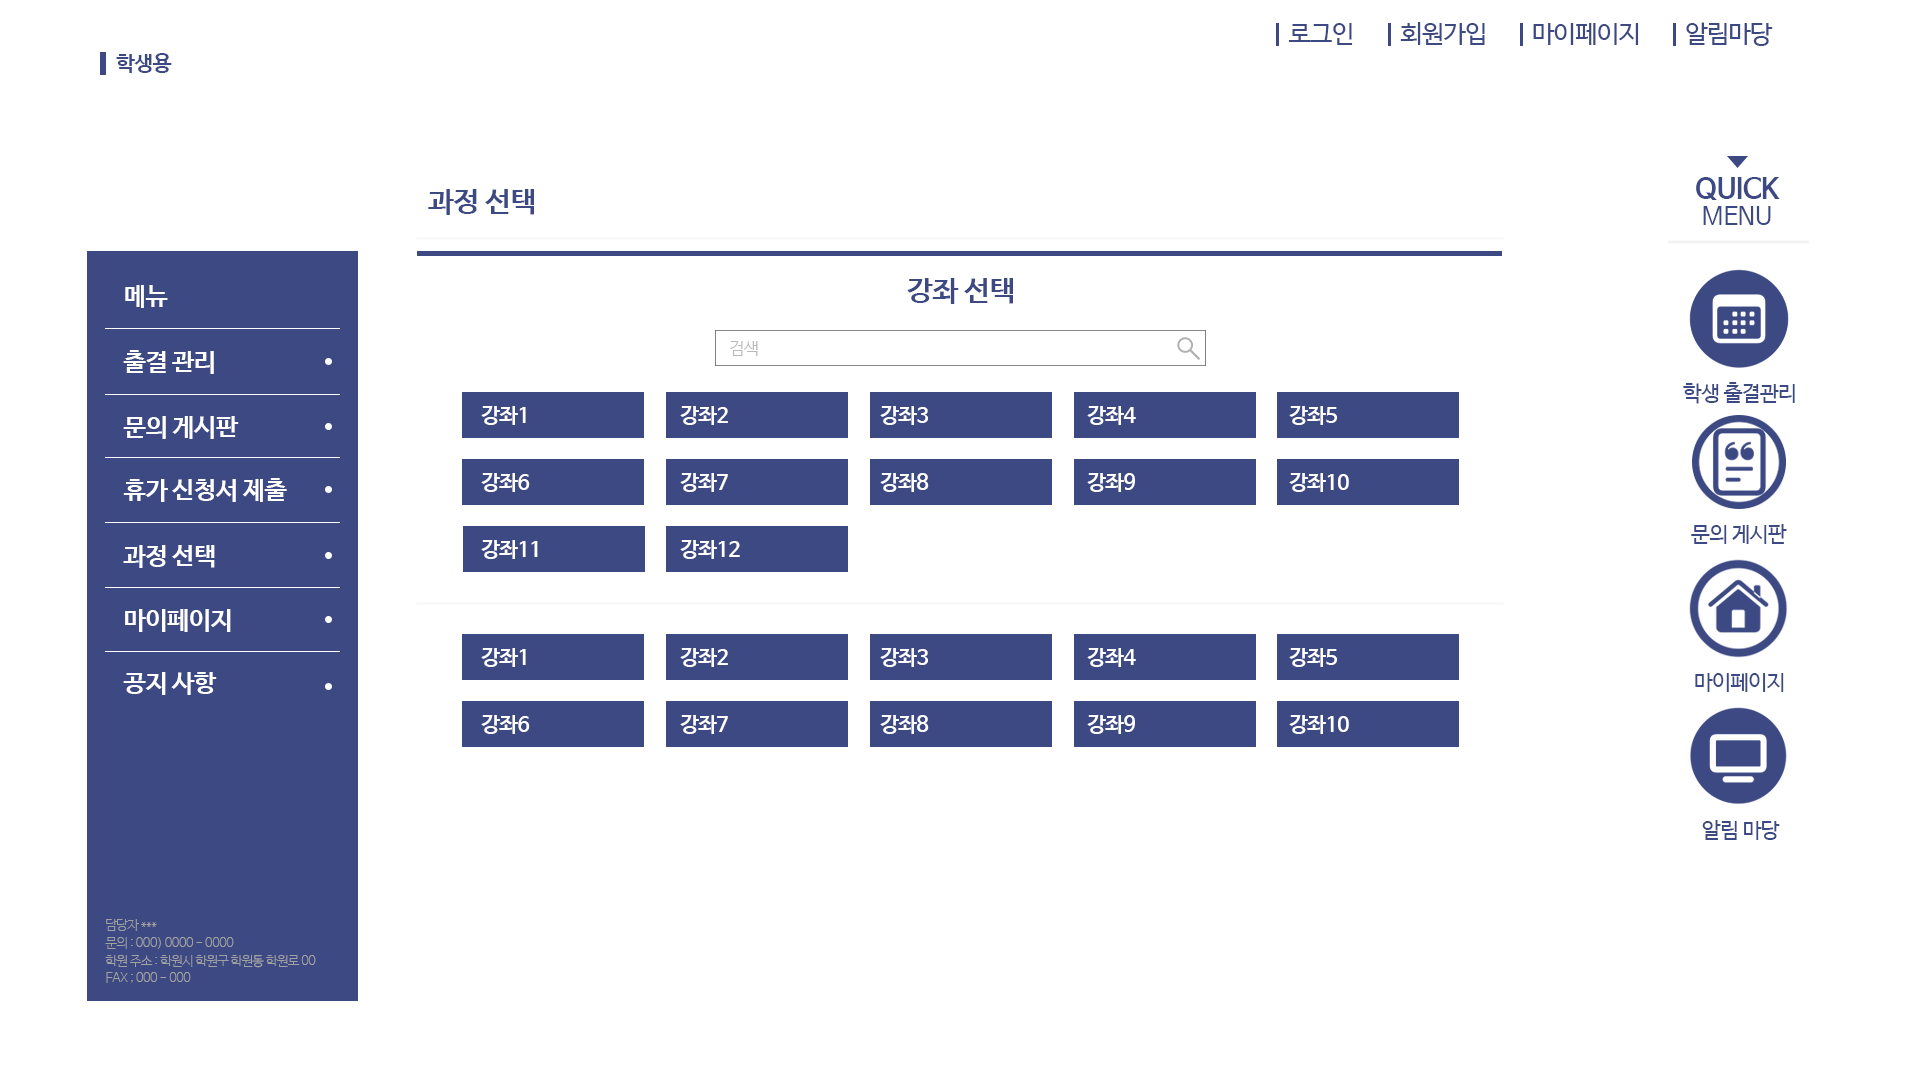 로그인 회원가입 마이페이지 알림마당
학생용
과정 선택
QUICK
MENU
메뉴
출결 관리
문의 게시판
휴가 신청서 제출
과정 선택
마이페이지
공지 사항
담당자 ***
문의 : 000) 0000 - 0000
학원 주소 : 학원시 학원구 학원동 학원로 00
FAX ; 000 - 000
강좌 선택
검색
강좌1 강좌2 강좌3 강좌4 강좌5
강좌6 강좌7 강좌8 강좌9 강좌10
강좌11 강좌12
강좌1 강좌2 강좌3 강좌4 강좌5
강좌6 강좌7 강좌8 강좌9 강좌10
학생 출결관리
문의 게시판
마이페이지
알림 마당